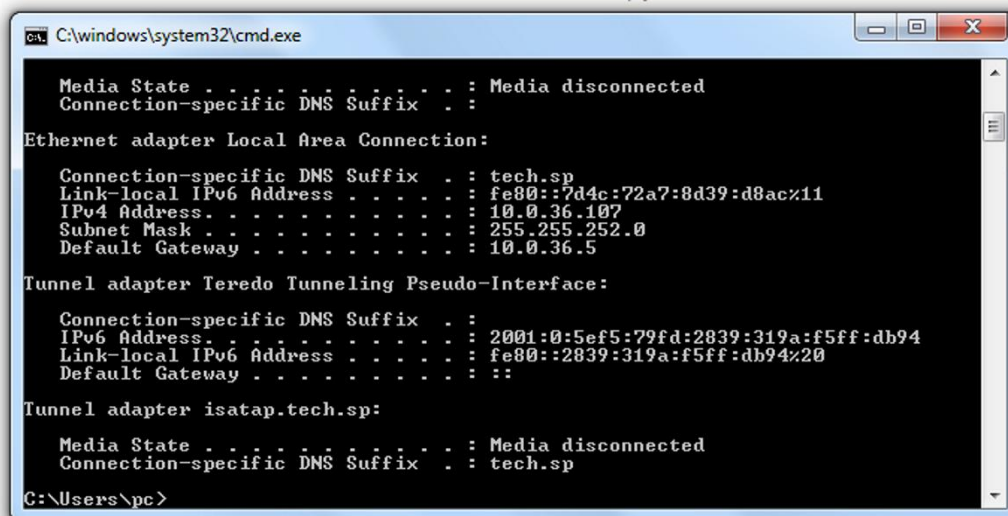 C:\windows\system32\cmd.exe
Media State . . . . . . . . . . . : Media disconnected
Connection-specific DNS Suffix  . :
Ethernet adapter Local Area Connection:
Connection-specific DNS Suffix  . : tech.sp
Link-local IPv6 Address . . . . . : fe80::7d4c:72a7:8d39:d8ac%11
IPv4 Address. . . . . . . . . . . : 10.0.36.107
Subnet Mask . . . . . . . . . . . : 255.255.252.0
Default Gateway . . . . . . . . . : 10.0.36.5
Tunnel adapter Teredo Tunneling Pseudo-Interface:
Connection-specific DNS Suffix  . :
IPv6 Address. . . . . . . . . . . : 2001:0:5ef5:79fd:2839:319a:f5ff:db94
Link-local IPv6 Address . . . . . : fe80::2839:319a:f5ff:db94%20
Default Gateway . . . . . . . . . : ::
Tunnel adapter isatap.tech.sp:
Media State . . . . . . . . . . . : Media disconnected
Connection-specific DNS Suffix  . : tech.sp
C:\Users\pc>